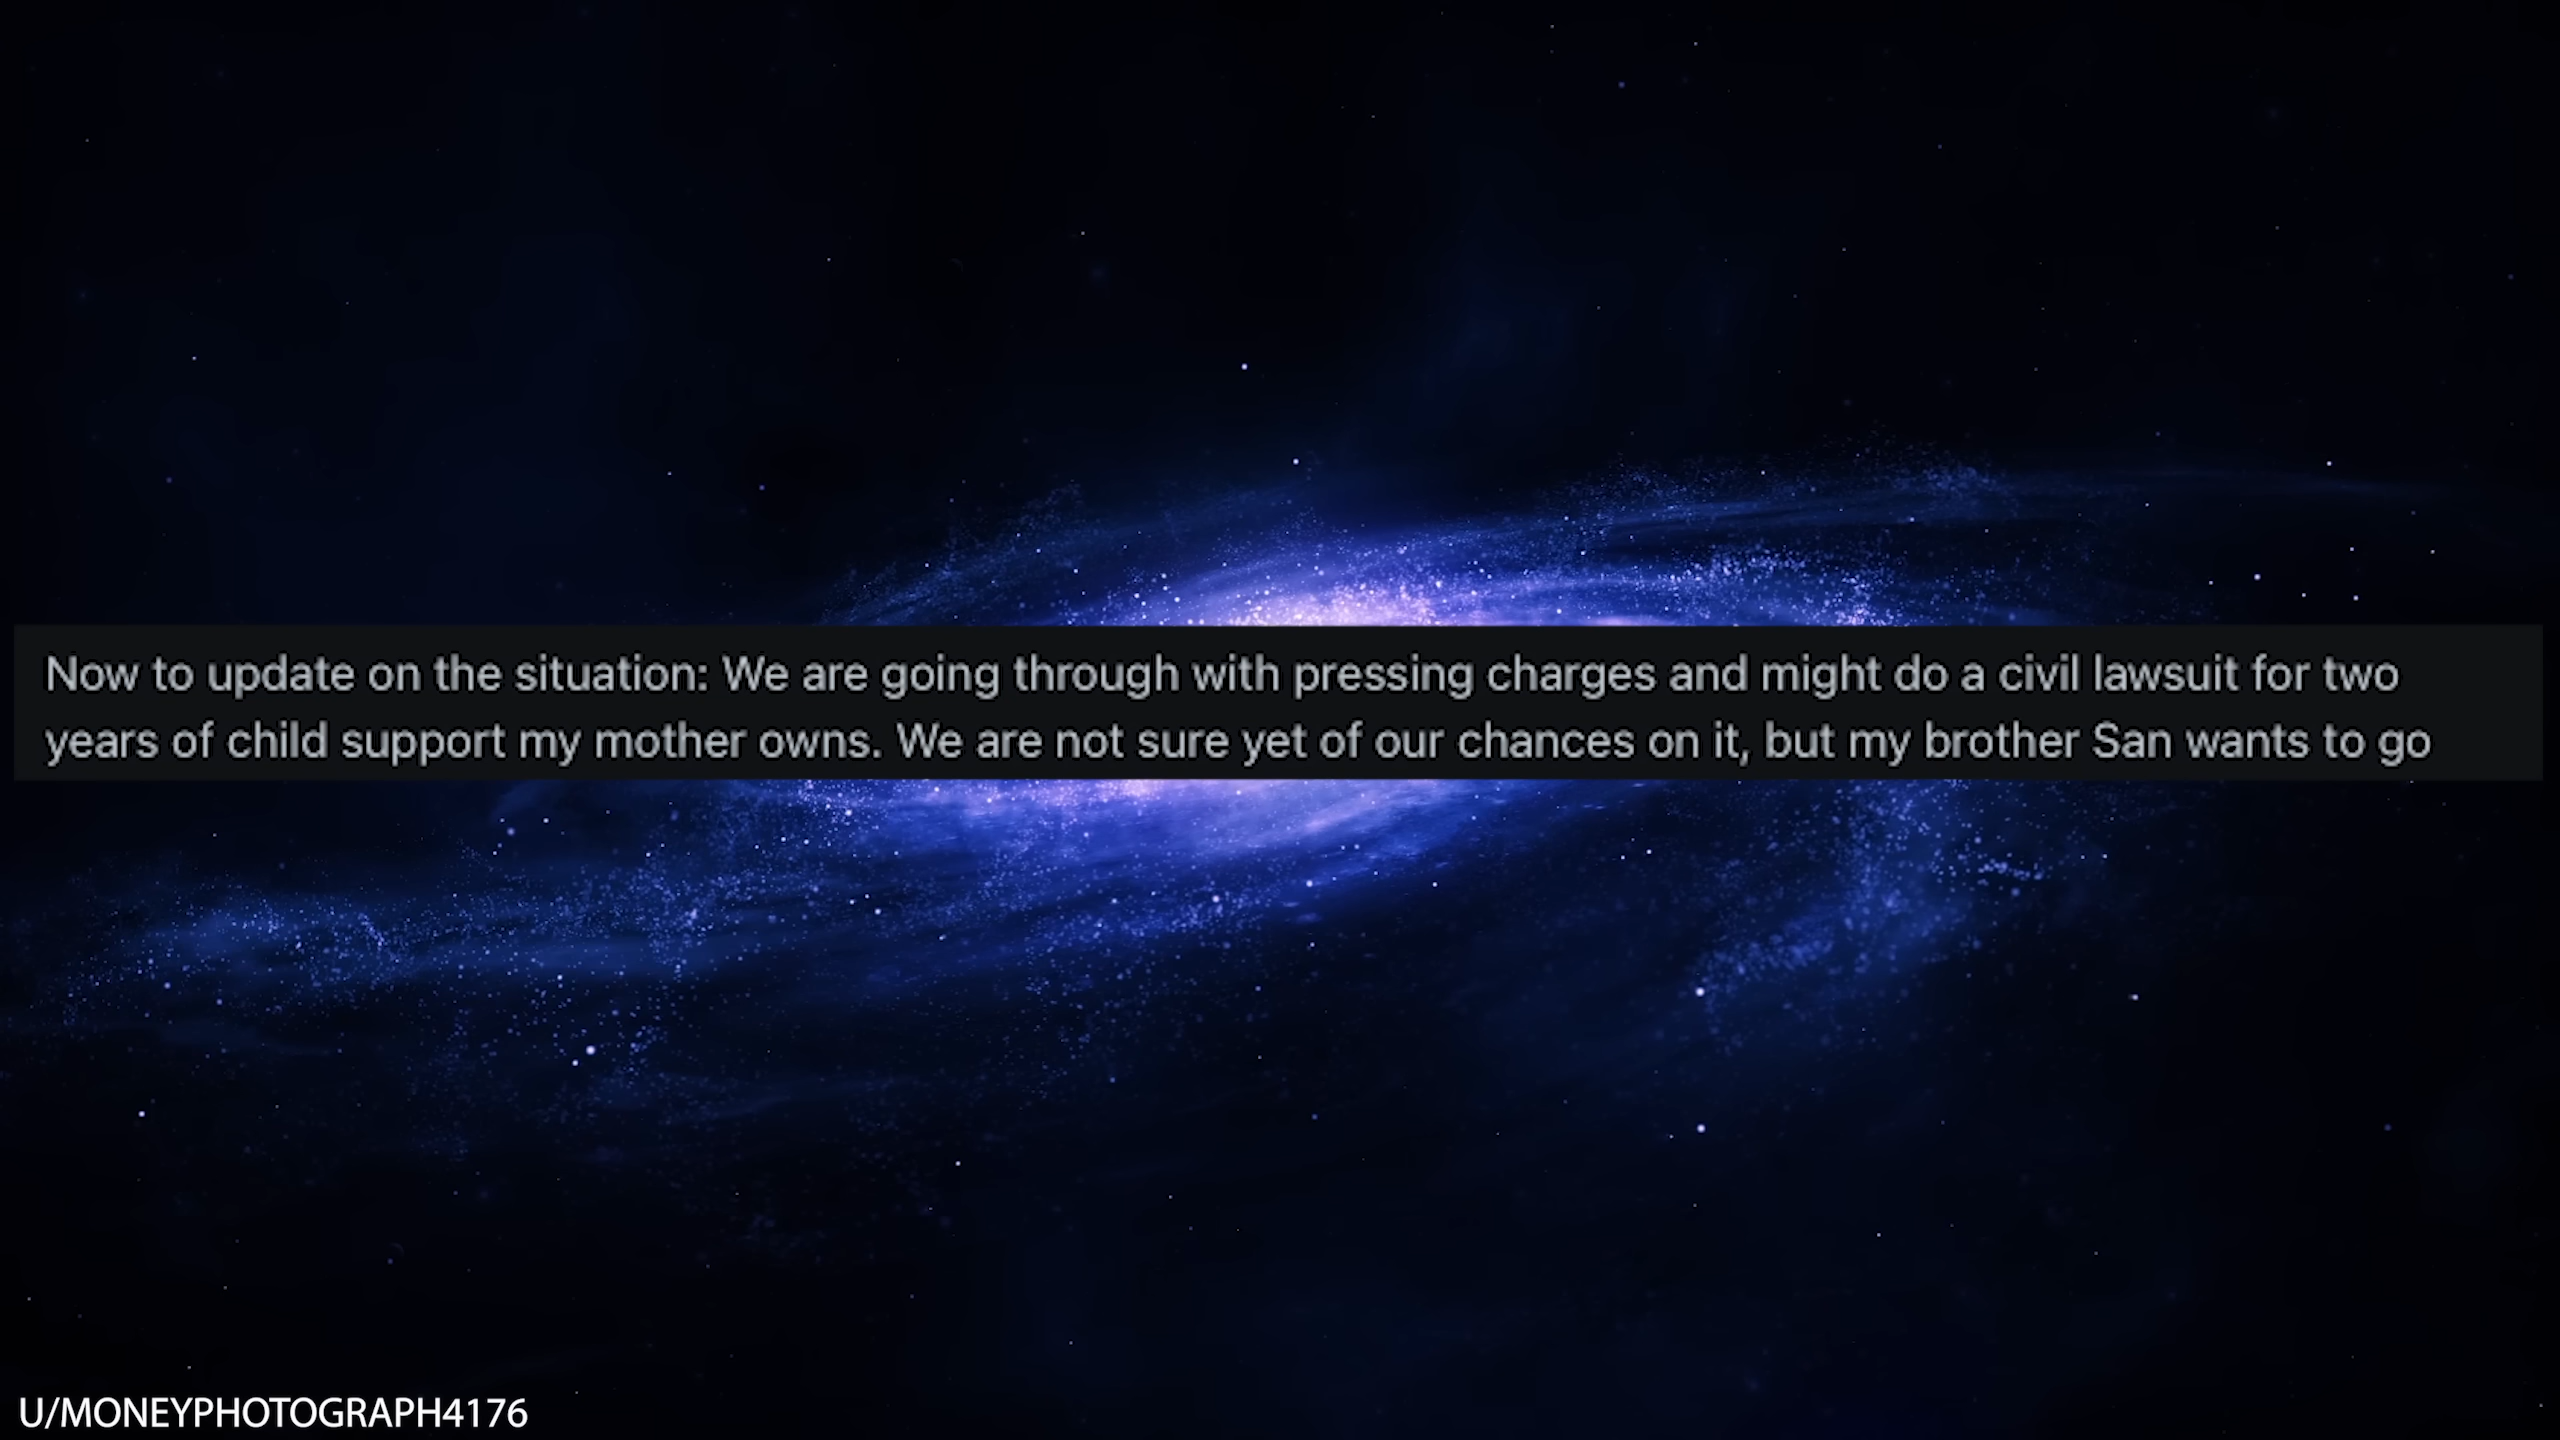 Now to update on the situation: We are going through with pressing charges and might do a civil lawsuit for two
years of child support my mother owns. We are not sure yet of our chances on it, but my brother San wants to go
U/MONEYPHOTOGRAPH4176